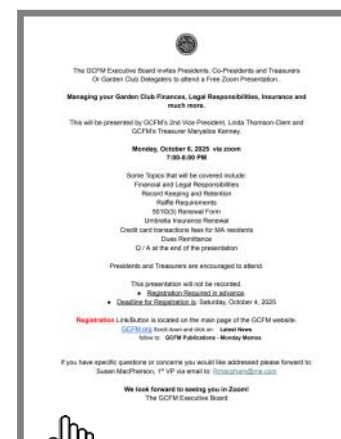 The GCFM Executive Board invites Presidents, Co-Presidents and Treasurers
Or Garden Club Delegates to attend a Free Zoom Presentation.
Managing your Garden Club Finances, Legal Responsibilities, Insurance and
much more.
This will be presented by GCFM's 2nd Vice President, Linda Thomson-Clem and
GCFM's Treasurer Maryalice Kenney.
Monday, October 6, 2025 via zoom
7:00-8:00 PM
Some Topics that will be covered include:
Financial and Legal Responsibilities
Record Keeping and Retention
Raffle Requirements
Renewal Form
Umbrella Insurance Renewal
Credit card transactions fees for MA residents
Dues Remittance
Q / A at the end of the presentation
Presidents and Treasurers are encouraged to attend.
This presentation will not be recorded.
● Registration Required in advance
● Deadline for Registration is: Saturday, October 4, 2025
Registration Link/Button is located on the main page of the GCFM website.
GCFM.org Scroll down and click on: Latest News
follow to: GCFM Publications - Monday Memos
If you have specific questions or concerns you would like addressed please forward to:
Susan MacPherson, 1st VP via email to:
We look forward to seeing you in Zoom!
The GCFM Executive Board